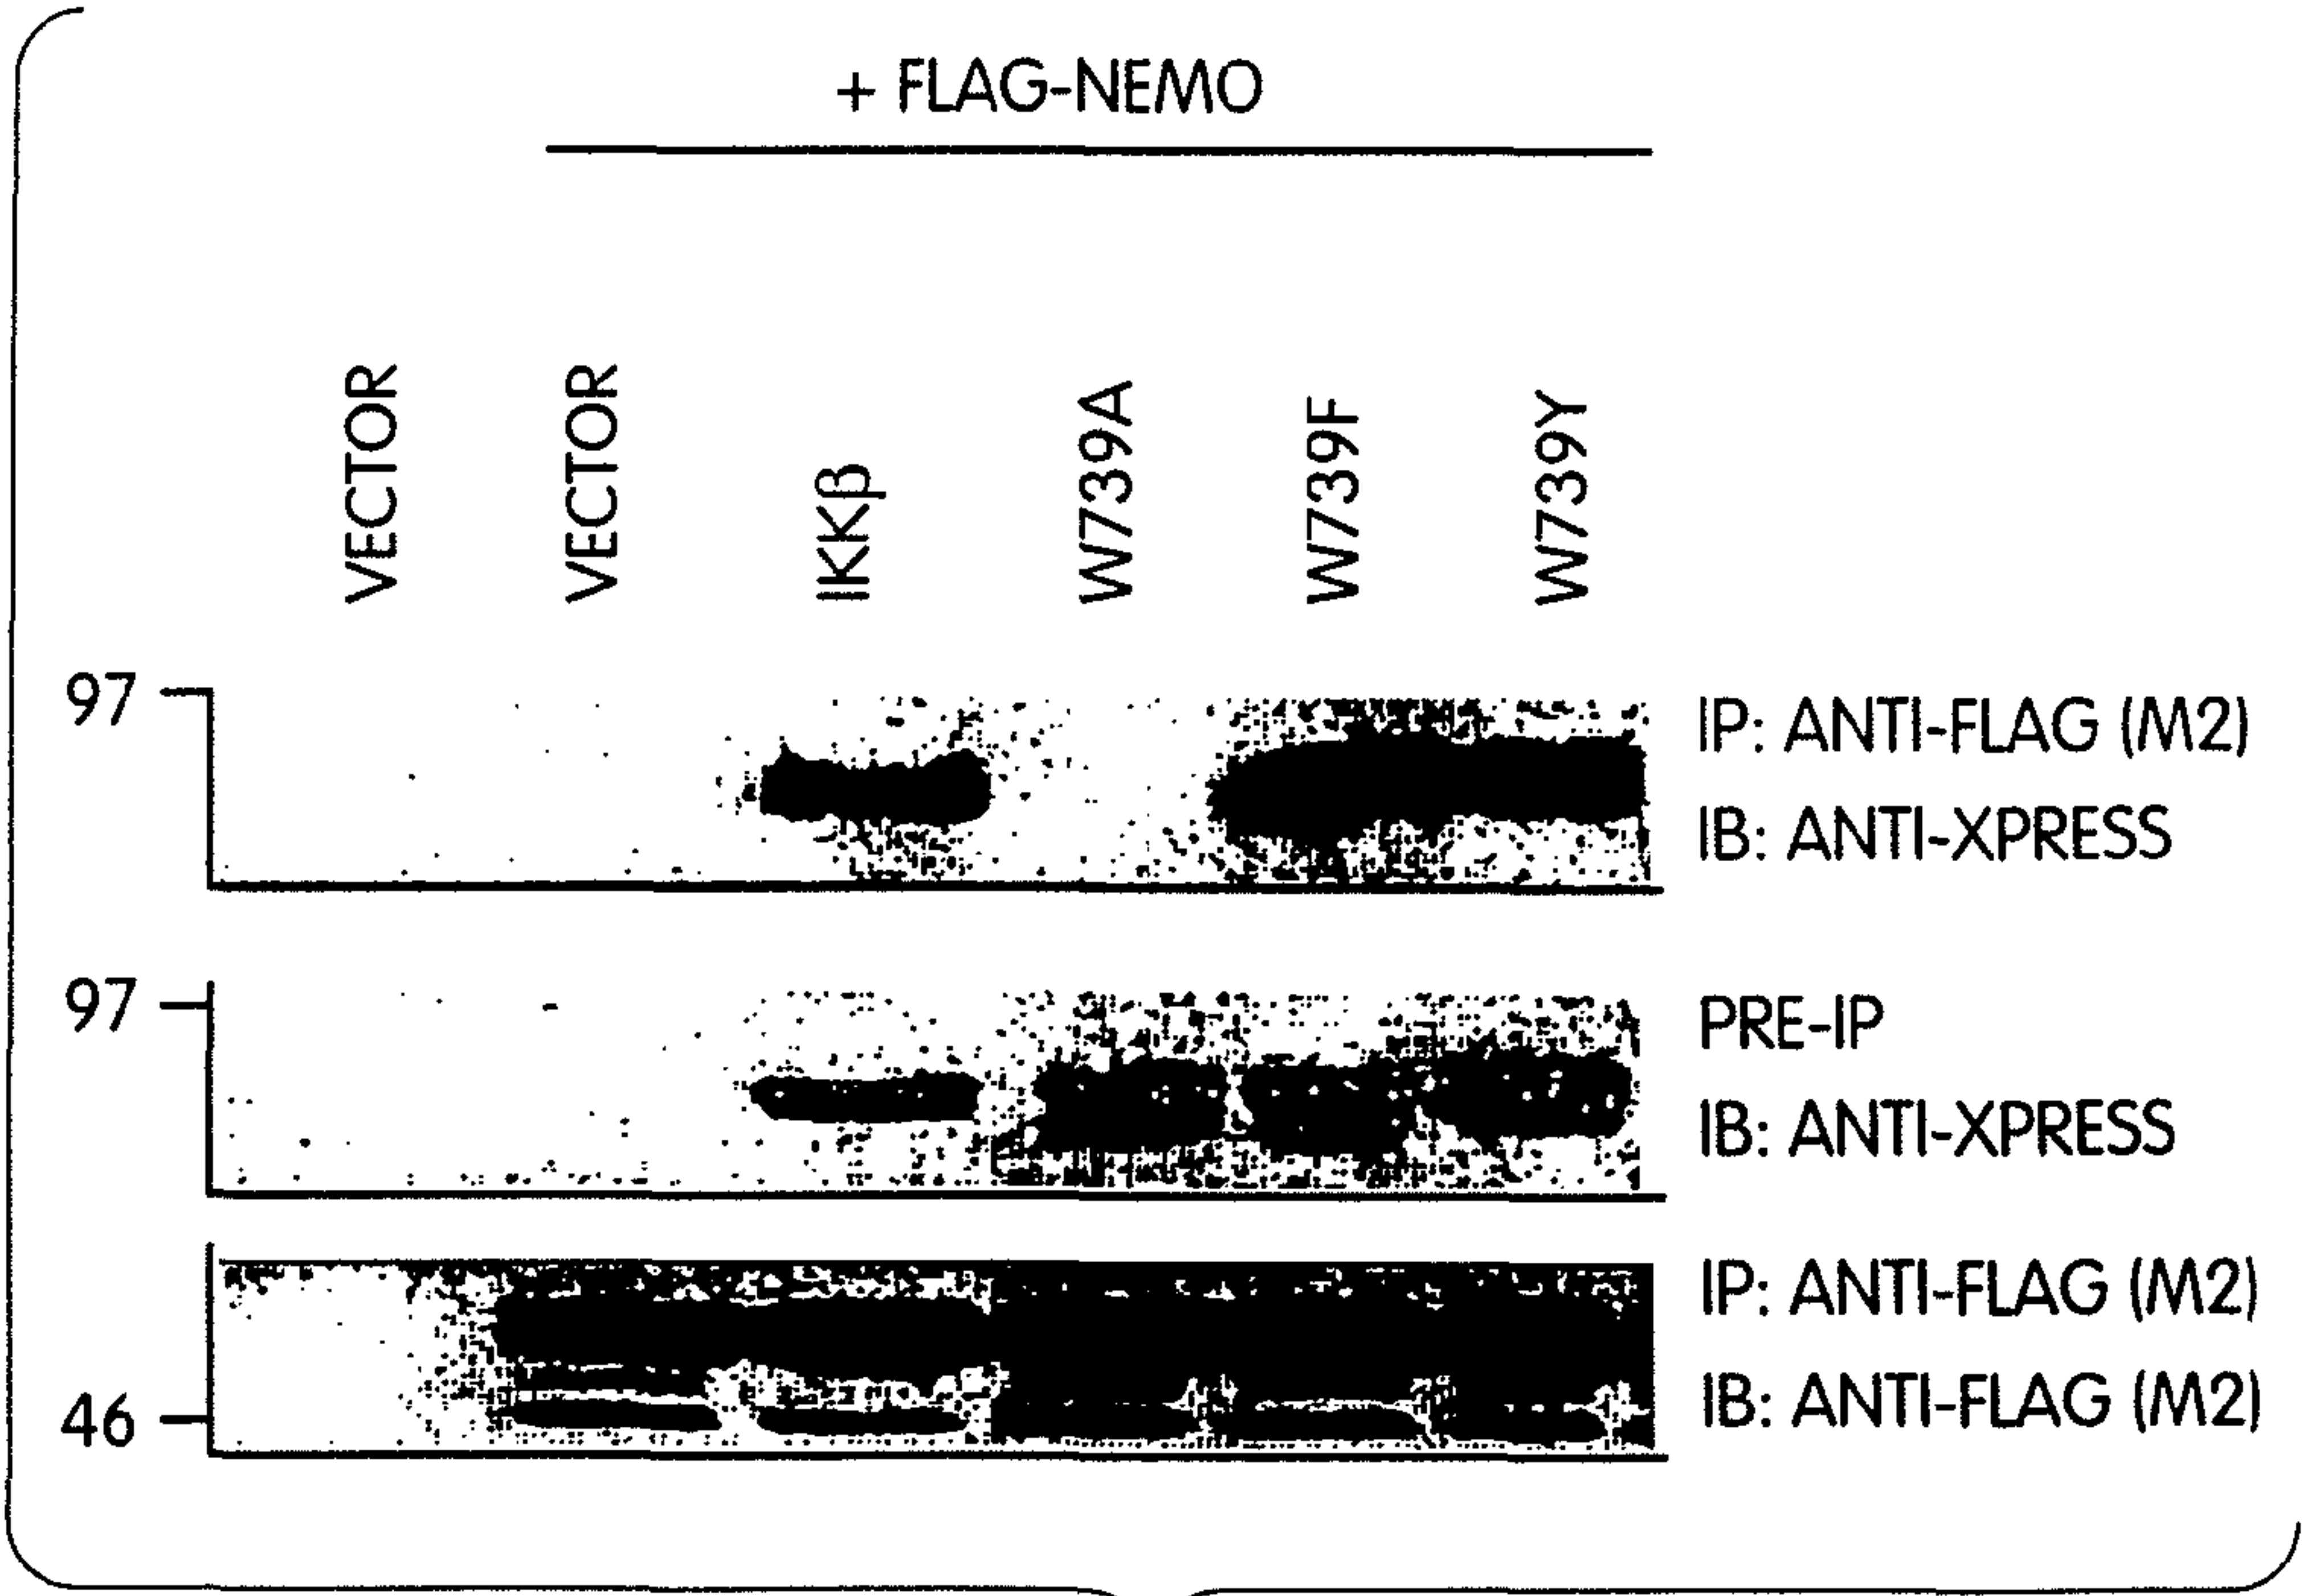 + FLAG-NEMO
VECTOR
VECTOR
IKKβ
W739A
W739F
W739Y
97
IP: ANTI-FLAG (M2)
IB: ANTI-XPRESS
97
PRE-IP
IB: ANTI-XPRESS
IP: ANTI-FLAG (M2)
46
IB: ANTI-FLAG (M2)